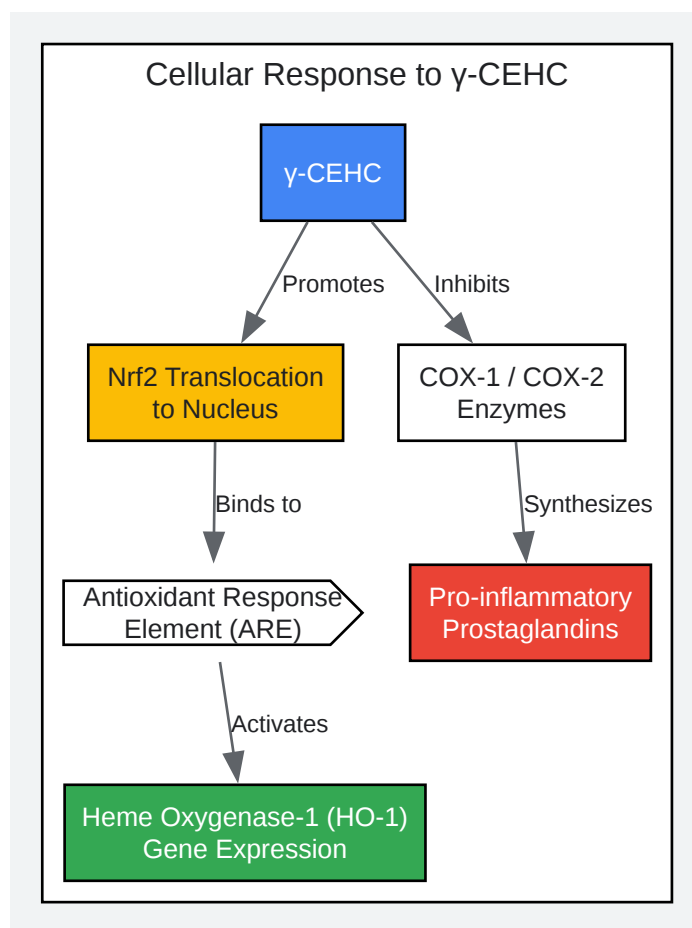 Cellular Response to γ-CEHC
γ-CEHC
Promotes
Inhibits
Nrf2 Translocation
to Nucleus
COX-1 / COX-2
Enzymes
Binds to
Synthesizes
Antioxidant Response
Element (ARE)
Pro-inflammatory
Prostaglandins
Activates
Heme Oxygenase-1 (HO-1)
Gene Expression